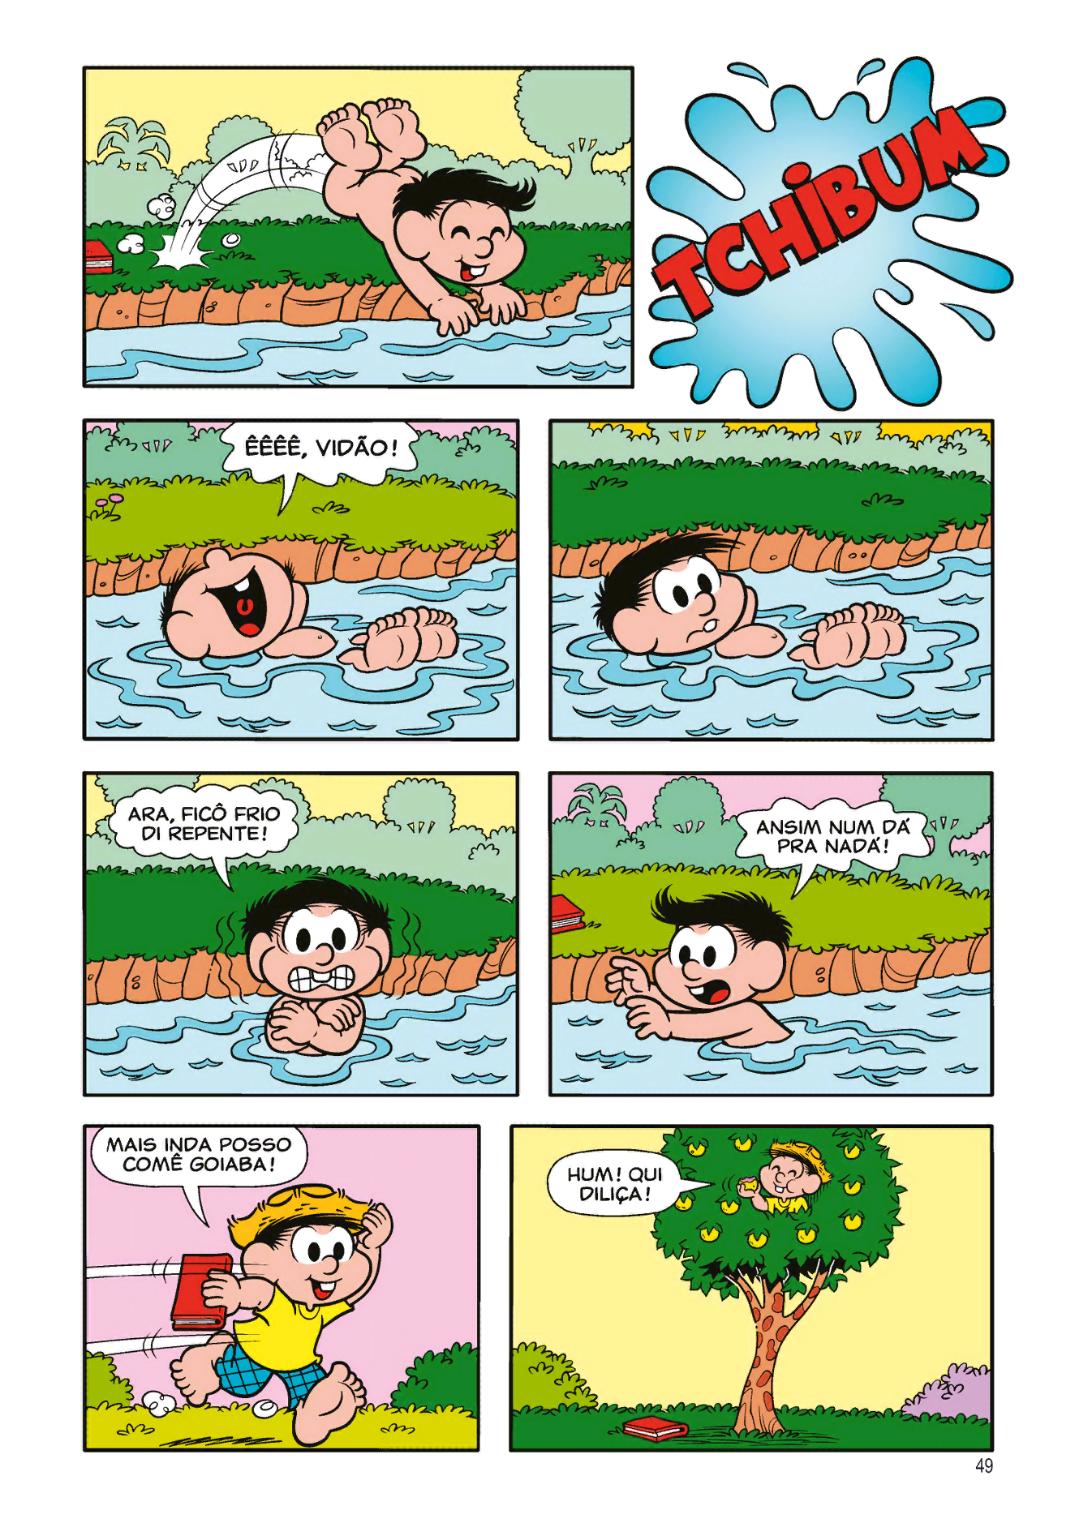 TCHIBUM
ÊÊÊÊ, VIDÃO!
ARA, FICÔ FRIO
DI REPENTE!
ANSIM NUM DÁ
PRA NADÁ!
MAIS INDA POSSO
COMÊ GOIABA!
HUM! QUI
DILIÇA!
49